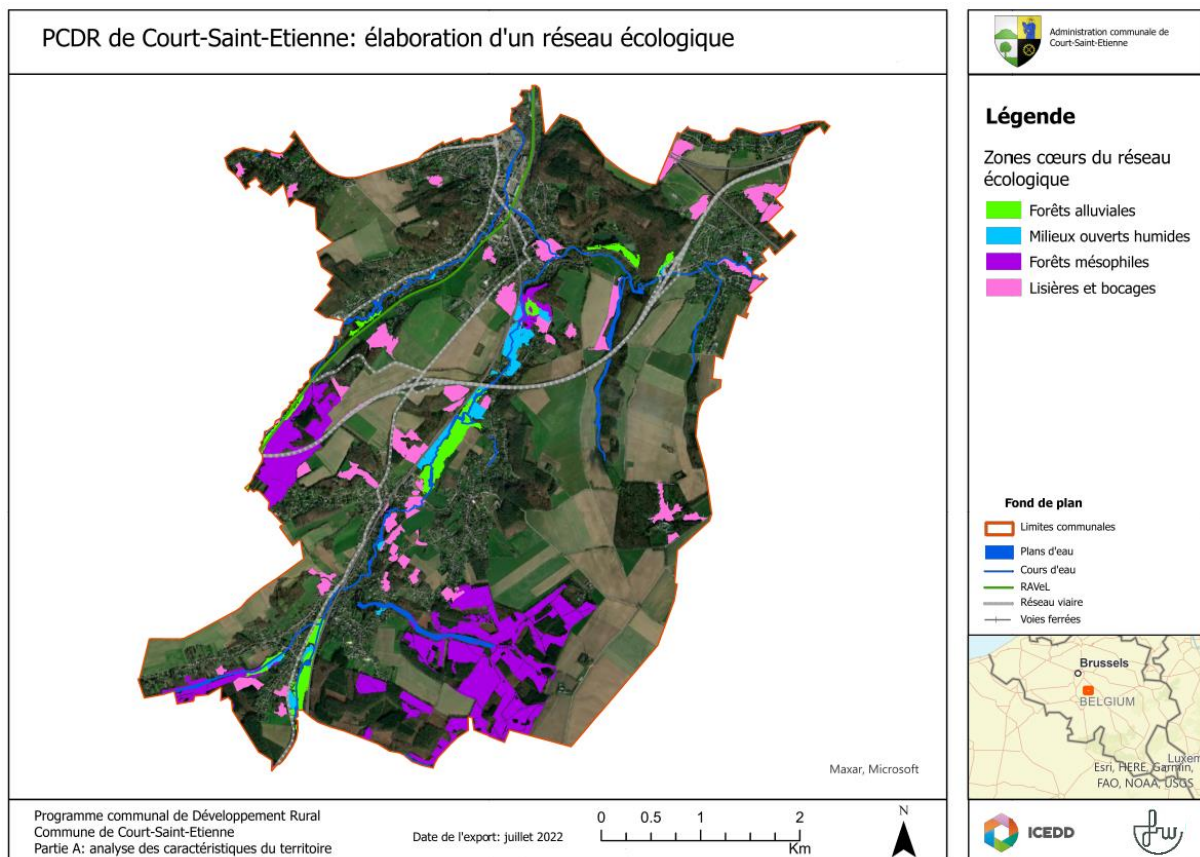 PCDR de Court-Saint-Etienne: élaboration d'un réseau écologique
Administration communale de
Court-Saint-Etienne
Légende
Zones cœurs du réseau
écologique
Forêts alluviales
Milieux ouverts humides
Forêts mésophiles
Lisières et bocages
Fond de plan
Limites communales
Plans d'eau
Cours d'eau
RAVeL
Réseau viaire
Voies ferrées
Brussels
BELGIUM
Luxem
Esri, HERE, Garmin,
FAO, NOAA, USGS
Maxar, Microsoft
Programme communal de Développement Rural
Commune de Court-Saint-Etienne
Partie A: analyse des caractéristiques du territoire
Date de l'export: juillet 2022
0 0.5 1 2
Km
N
ICEDD